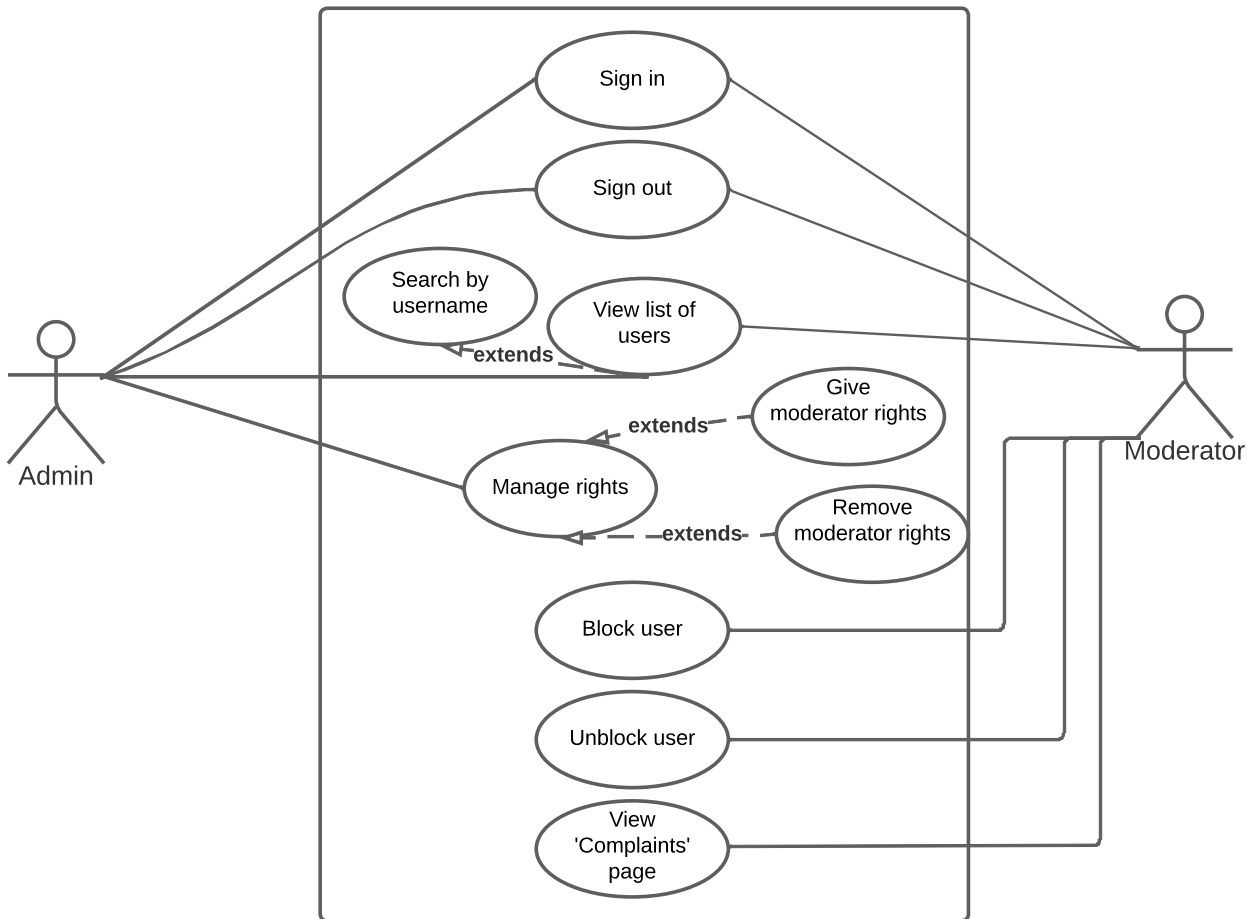 Sign in
Sign out
Search by
username
View list of
users
extends
Give
moderator rights
extends
Admin
Moderator
Manage rights
Remove
moderator rights
extends
Block user
Unblock user
View
'Complaints'
page